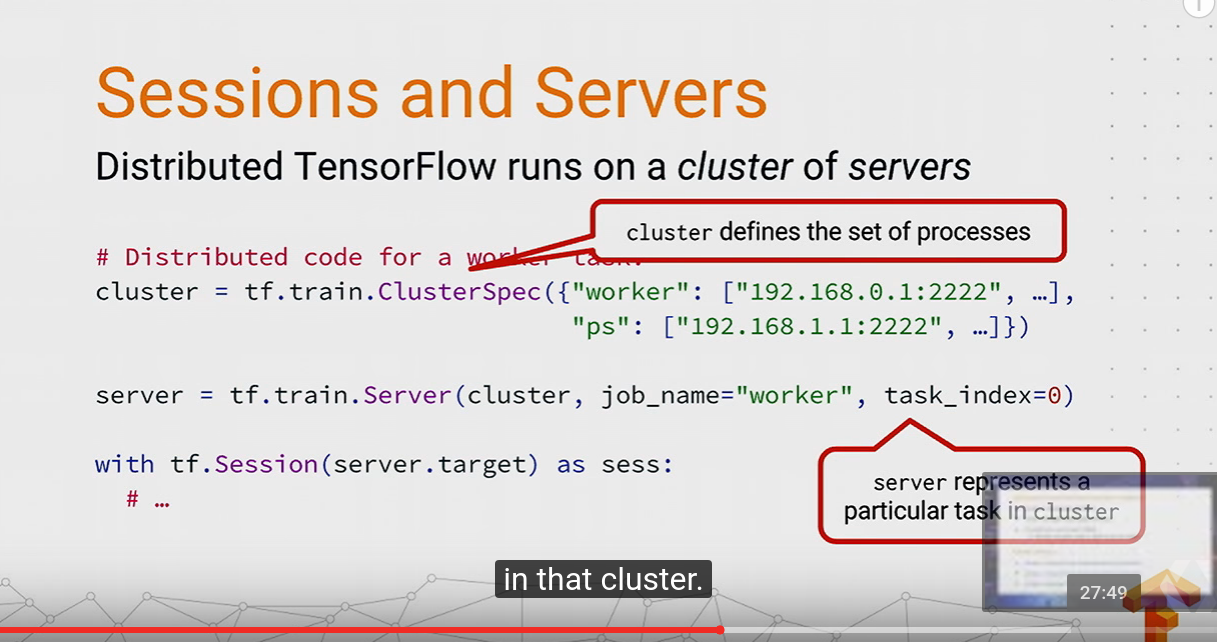 Sessions and Servers
Distributed TensorFlow runs on a cluster of servers
cluster defines the set of processes
# Distributed code for a worker task.
cluster = tf.train.ClusterSpec({"worker": ["192.168.0.1:2222", …],
"ps": ["192.168.1.1:2222", …]})
server = tf.train.Server(cluster, job_name="worker", task_index=0)
with tf.Session(server.target) as sess:
# …
server represents a
particular task in cluster
in that cluster.
27:49